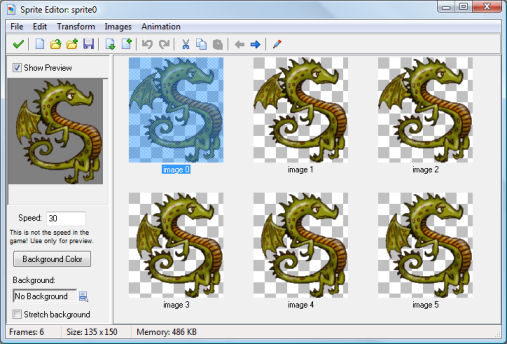 Sprite Editor: sprite0
File Edit Transform Images Animation
Show Preview
image 0
image 1
image 2
Speed: 30
This is not the speed in the
game! Use only for preview.
Background Color
Background:
No Background
Stretch background
image 3
image 4
image 5
Frames: 6
Size: 135 x 150
Memory: 486 KB